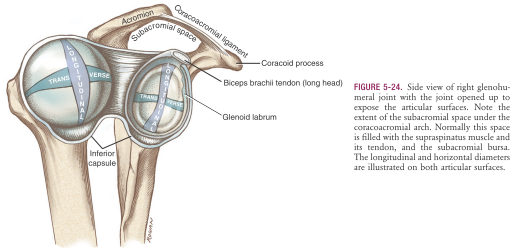 Acromion
Coracoacromial ligament
Subacromial space
Coracoid process
Biceps brachii tendon (long head)
Glenoid labrum
LONGITUDINAL
TRANSVERSE
LONGITUDINAL
TRANSVERSE
Inferior
capsule
FIGURE 5-24. Side view of right glenohu-
meral joint with the joint opened up to
expose the articular surfaces. Note the
extent of the subacromial space under the
coracoacromial arch. Normally this space
is filled with the supraspinatus muscle and
its tendon, and the subacromial bursa.
The longitudinal and horizontal diameters
are illustrated on both articular surfaces.